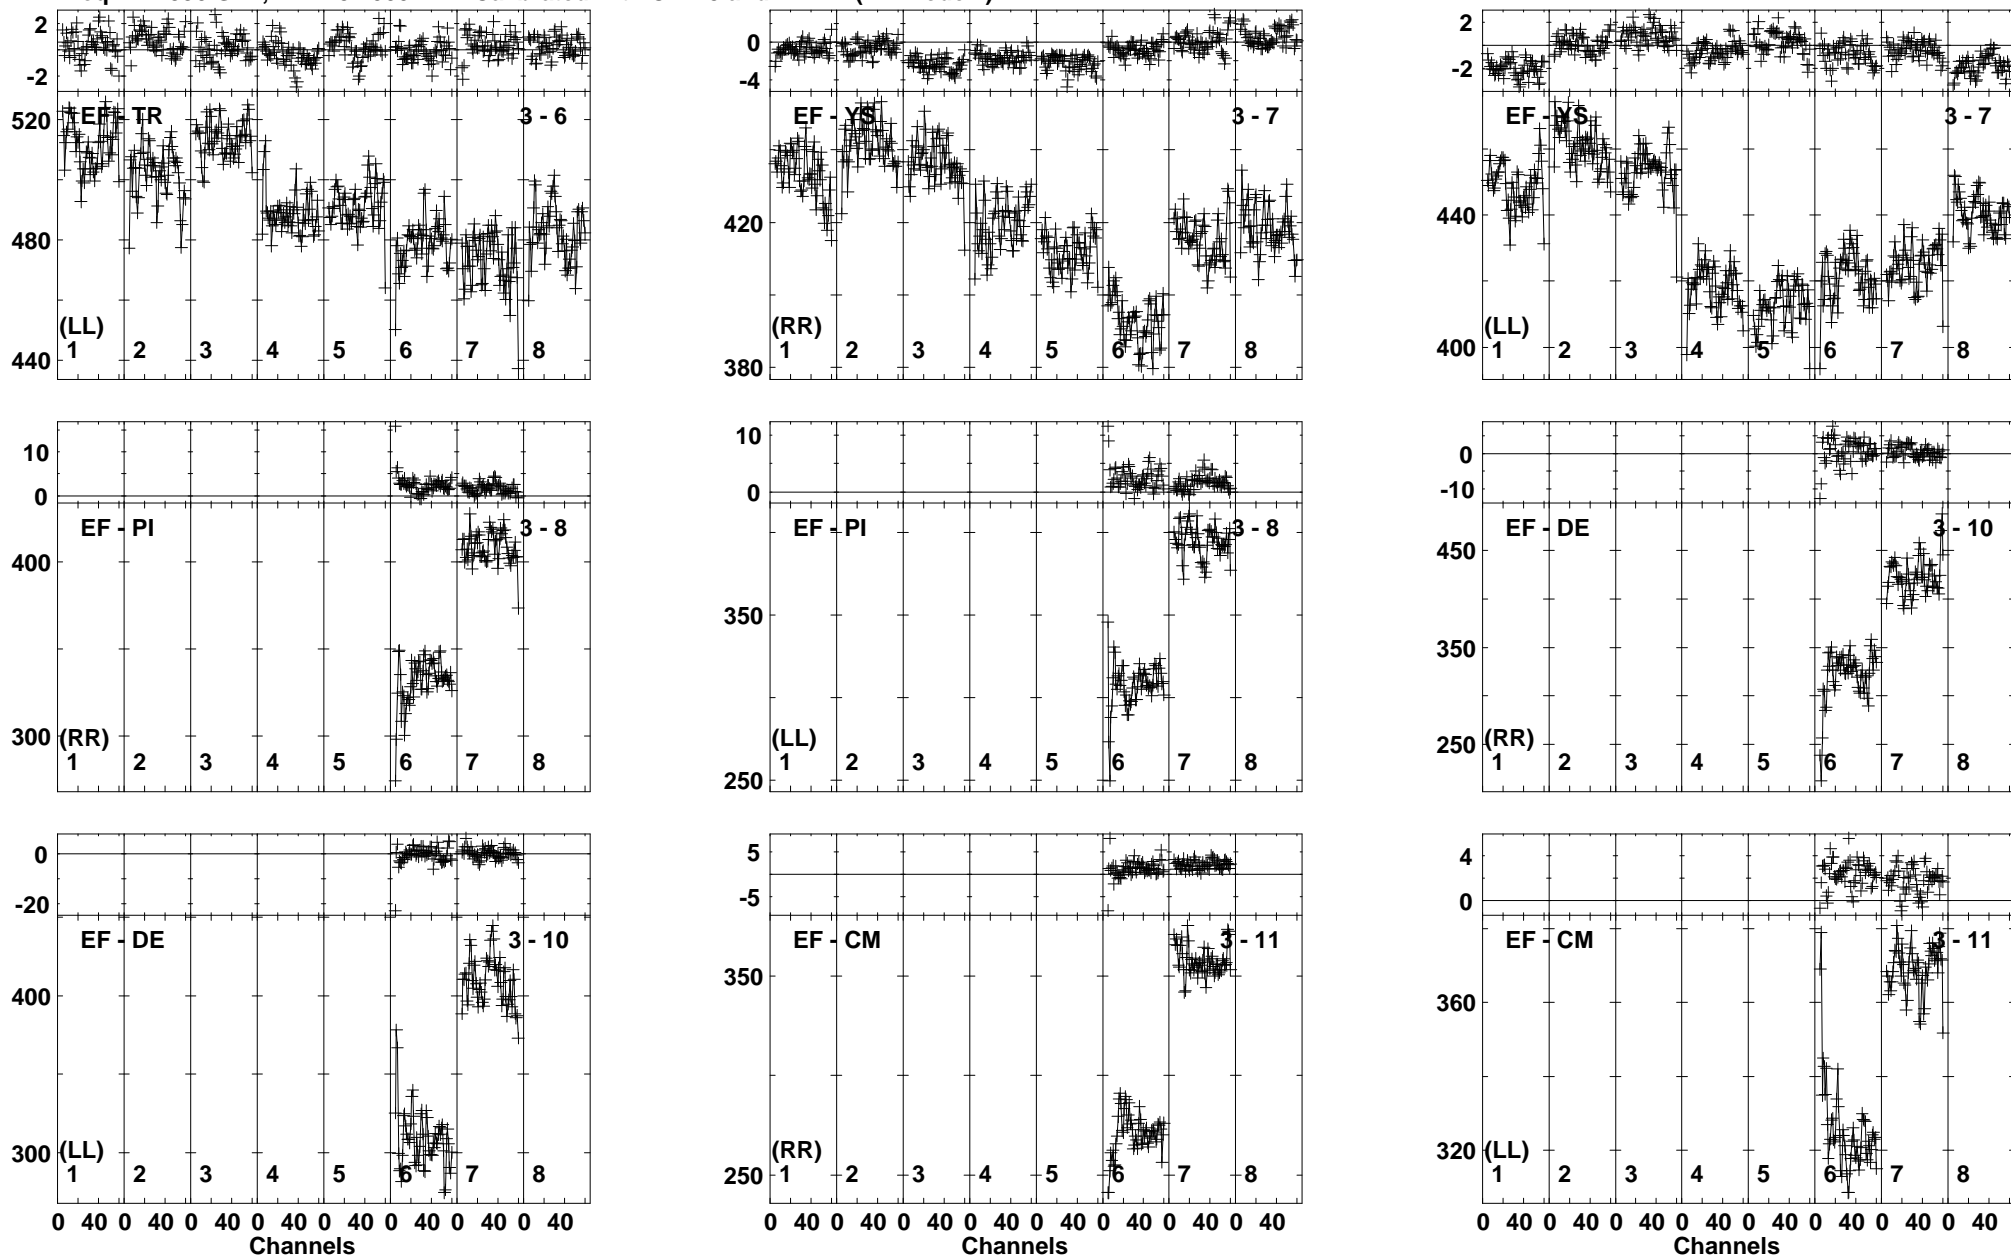 2
-2
520
480
440
EF - TR
3 - 6
(LL)
1 2 3 4 5 6 7 8
0
-4
420
380
EF - YS
3 - 7
(RR)
1 2 3 4 5 6 7 8
2
-2
440
400
EF - YS
3 - 7
(LL)
1 2 3 4 5 6 7 8
10
0
400
300
EF - PI
3 - 8
(RR)
1 2 3 4 5 6 7 8
10
0
350
250
EF - PI
3 - 8
(LL)
1 2 3 4 5 6 7 8
0
-10
450
350
250
EF - DE
3 - 10
(RR)
1 2 3 4 5 6 7 8
0
-20
400
300
EF - DE
3 - 10
(LL)
1 2 3 4 5 6 7 8
0 40 0 40 0 40 0 40 0 40 0 40 0 40 0 40
Channels
5
-5
350
250
EF - CM
3 - 11
(RR)
1 2 3 4 5 6 7 8
0 40 0 40 0 40 0 40 0 40 0 40 0 40 0 40
Channels
4
0
360
320
EF - CM
3 - 11
(LL)
1 2 3 4 5 6 7 8
0 40 0 40 0 40 0 40 0 40 0 40 0 40 0 40
Channels